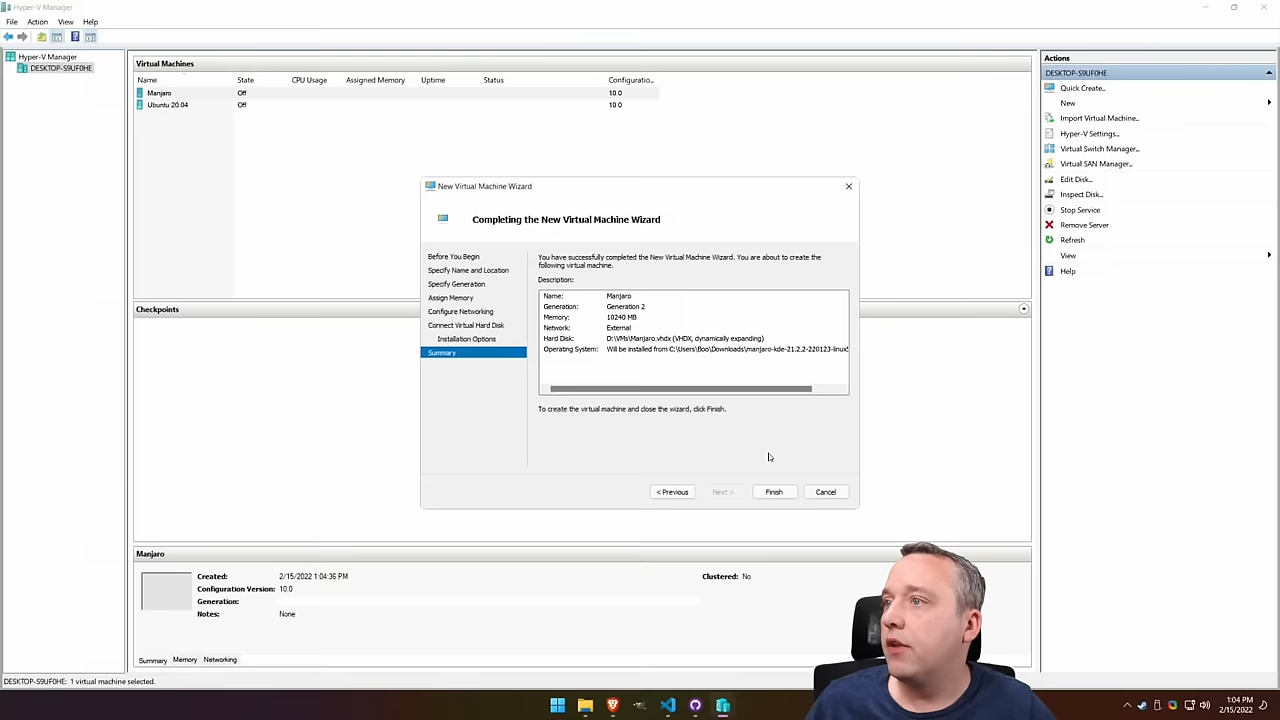 Hyper-V Manager
File Action View Help
Hyper-V Manager
DESKTOP-S9UF0HE
Virtual Machines
Name State CPU Usage Assigned Memory Uptime Status Configuratio...
Manjaro Off 10.0
Ubuntu 20.04 Off 10.0
Checkpoints
New Virtual Machine Wizard
Completing the New Virtual Machine Wizard
Before You Begin
Specify Name and Location
Specify Generation
Assign Memory
Configure Networking
Connect Virtual Hard Disk
Installation Options
Summary
You have successfully completed the New Virtual Machine Wizard. You are about to create the
following virtual machine.
Description:
Name: Manjaro
Generation: Generation 2
Memory: 10240 MB
Network: External
Hard Disk: D:\VMs\Manjaro.vhdx (VHDX, dynamically expanding)
Operating System: Will be installed from C:\Users\Boo\Downloads\manjaro-kde-21.2.2-220123-linux5
To create the virtual machine and close the wizard, click Finish.
< Previous Next > Finish Cancel
Manjaro
Created: 2/15/2022 1:04:36 PM Clustered: No
Configuration Version: 10.0
Generation:
Notes: None
Summary Memory Networking
Actions
DESKTOP-S9UF0HE
Quick Create...
New
Import Virtual Machine...
Hyper-V Settings...
Virtual Switch Manager...
Virtual SAN Manager...
Edit Disk...
Inspect Disk...
Stop Service
Remove Server
Refresh
View
Help
DESKTOP-S9UF0HE: 1 virtual machine selected.
1:04 PM
2/15/2022